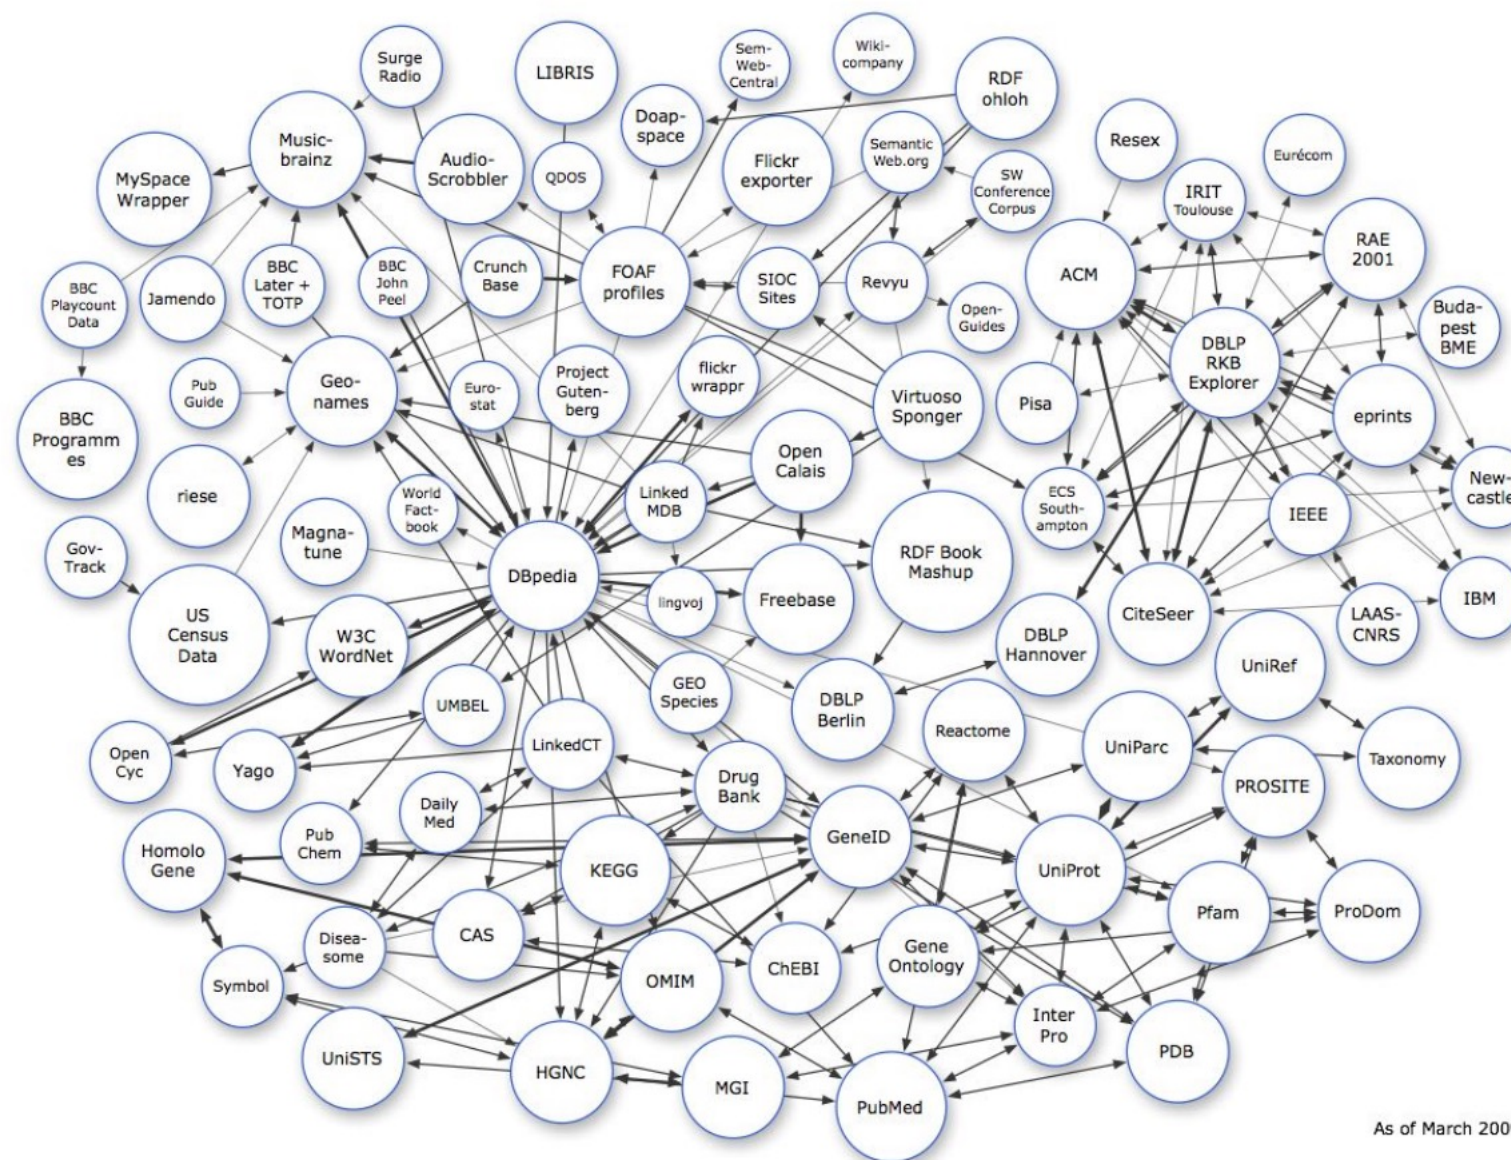 Surge
Radio
LIBRIS
Sem-
Web-
Central
Wiki-
company
RDF
ohloh
Doap-
space
Music-
brainz
MySpace
Wrapper
Audio-
Scrobbler
QDOS
Flickr
exporter
Semantic
Web.org
SW
Conference
Corpus
Resex
Eurécom
IRIT
Toulouse
RAE
2001
ACM
BBC
Playcount
Data
Jamendo
BBC
Later +
TOTP
BBC
John
Peel
Crunch
Base
FOAF
profiles
SIOC
Sites
Revyu
Open-
Guides
DBLP
RKB
Explorer
Buda-
pest
BME
Pub
Guide
Geo-
names
Euro-
stat
Project
Guten-
berg
flickr
wrappr
Virtuoso
Sponger
Pisa
eprints
BBC
Programm
es
riese
World
Fact-
book
Linked
MDB
Open
Calais
ECS
South-
ampton
IEEE
New-
castle
Gov-
Track
Magna-
tune
DBpedia
lingvoj
Freebase
RDF Book
Mashup
CiteSeer
LAAS-
CNRS
IBM
US
Census
Data
W3C
WordNet
UMBEL
GEO
Species
DBLP
Berlin
DBLP
Hannover
UniRef
Open
Cyc
Yago
LinkedCT
Reactome
UniParc
Taxonomy
Daily
Med
Drug
Bank
PROSITE
Homolo
Gene
Pub
Chem
KEGG
GeneID
UniProt
Pfam
ProDom
Disea-
some
CAS
ChEBI
Gene
Ontology
Symbol
OMIM
Inter
Pro
UniSTS
HGNC
MGI
PubMed
PDB
As of March 200